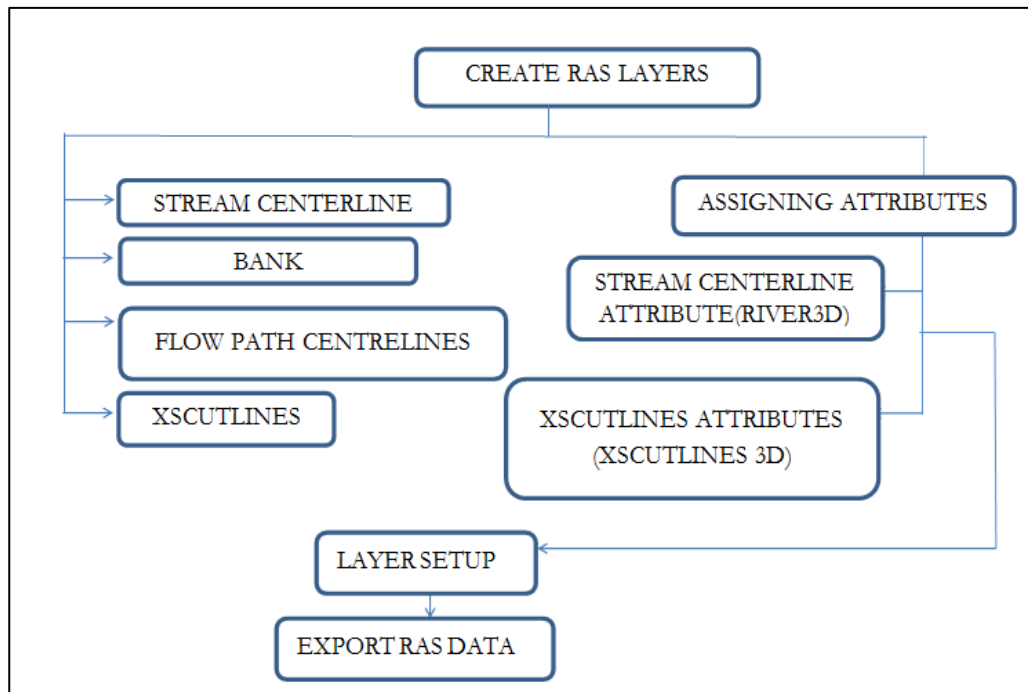 CREATE RAS LAYERS
STREAM CENTERLINE
BANK
FLOW PATH CENTRELINES
XSCUTLINES
ASSIGNING ATTRIBUTES
STREAM CENTERLINE
ATTRIBUTE(RIVER3D)
XSCUTLINES ATTRIBUTES
(XSCUTLINES 3D)
LAYER SETUP
EXPORT RAS DATA